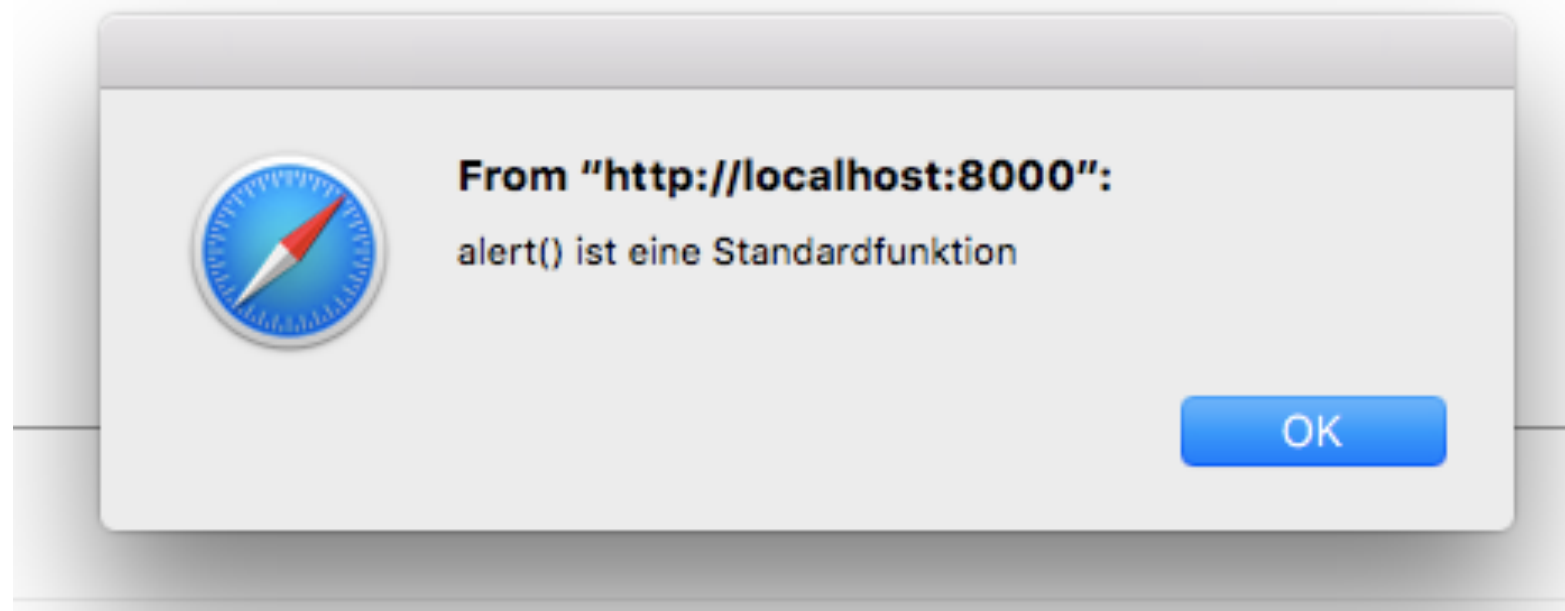 From “http://localhost:8000”:
alert() ist eine Standardfunktion
OK